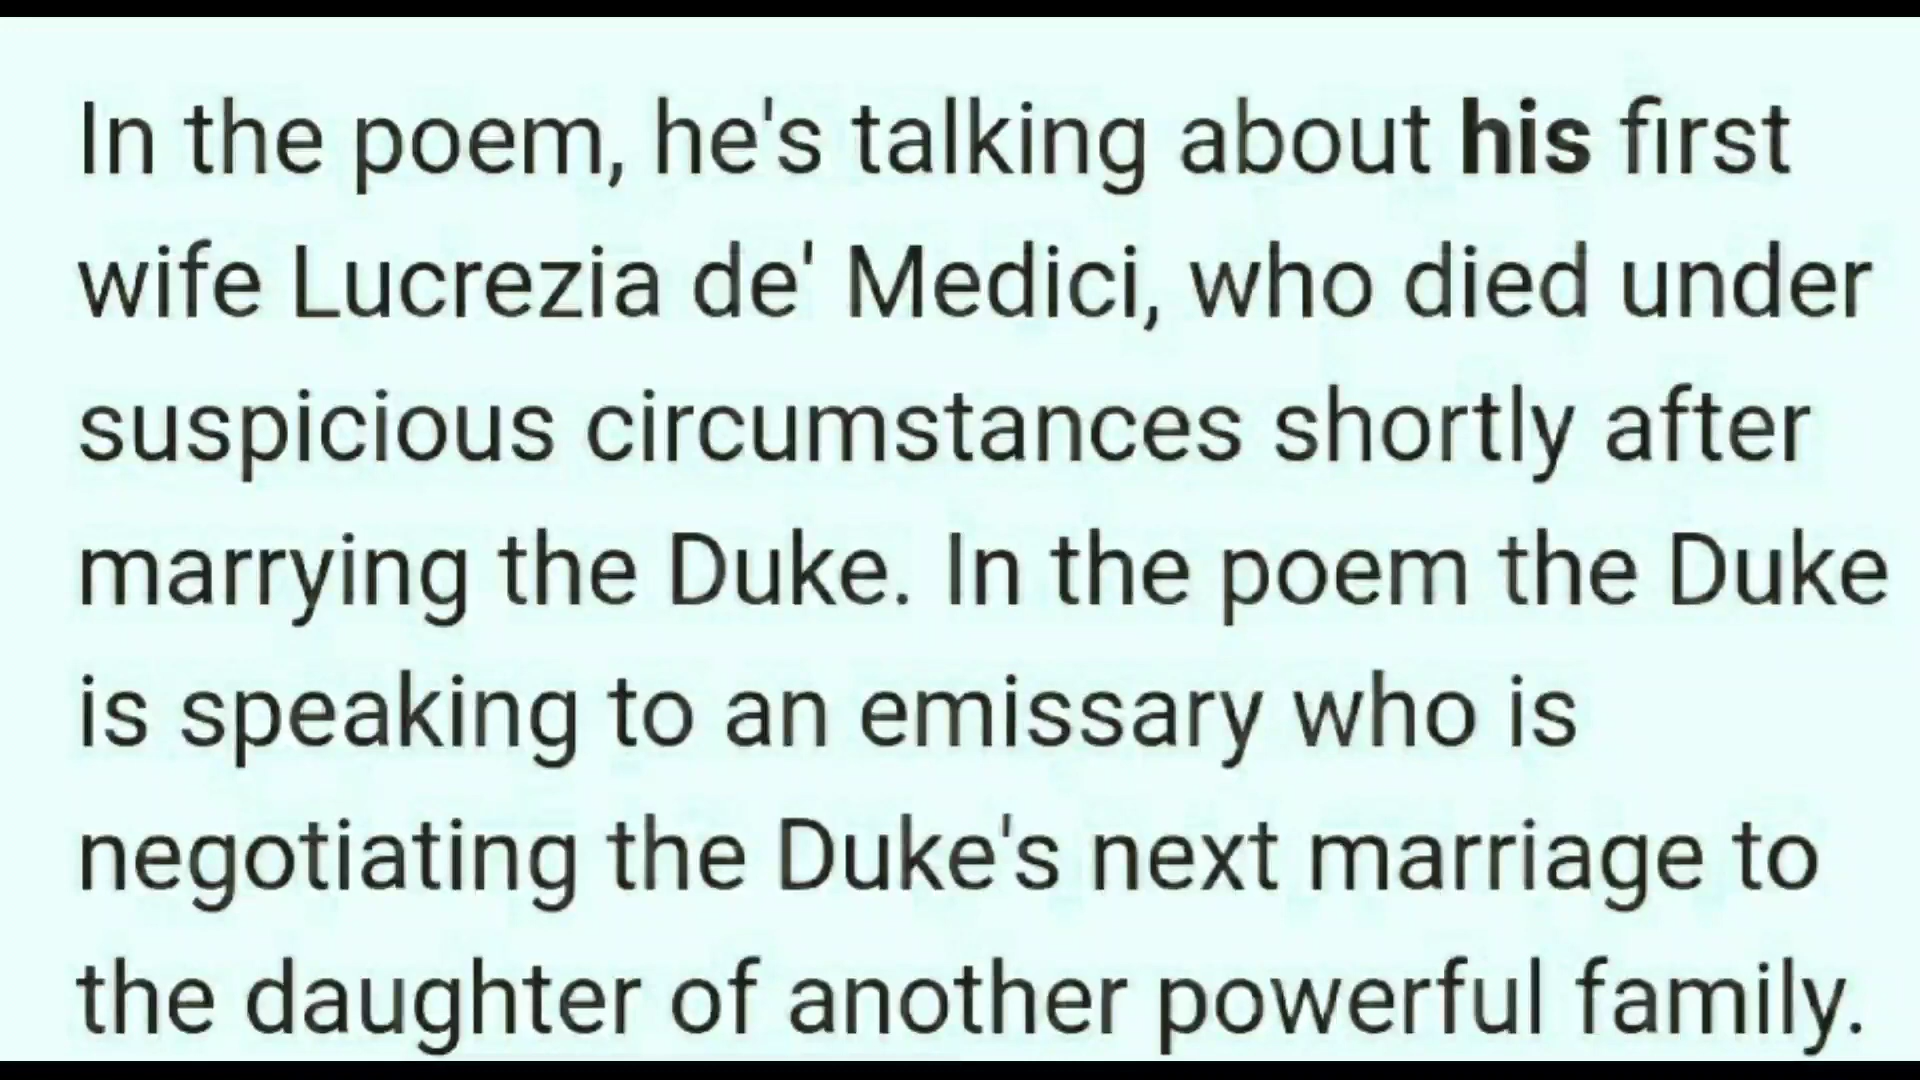 In the poem, he's talking about his first
wife Lucrezia de' Medici, who died under
suspicious circumstances shortly after
marrying the Duke. In the poem the Duke
is speaking to an emissary who is
negotiating the Duke's next marriage to
the daughter of another powerful family.